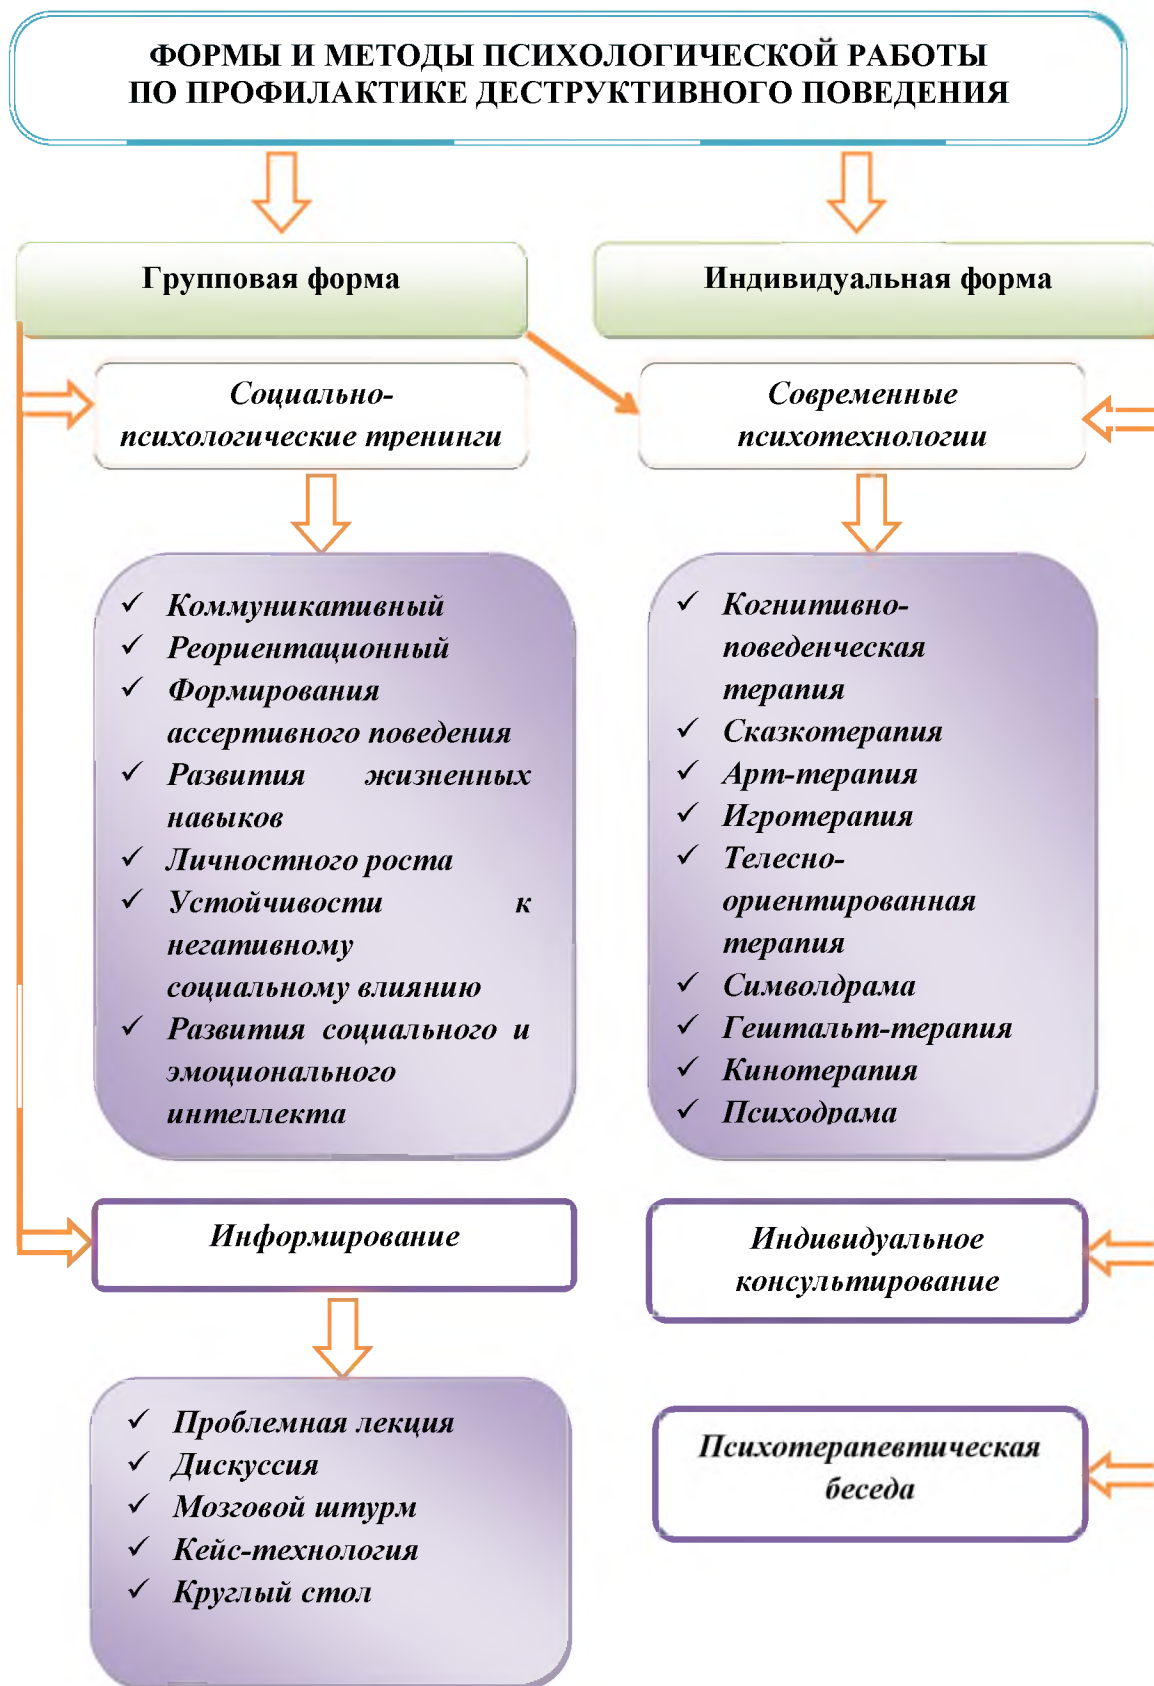 ФОРМЫ И МЕТОДЫ ПСИХОЛОГИЧЕСКОЙ РАБОТЫ
ПО ПРОФИЛАКТИКЕ ДЕСТРУКТИВНОГО ПОВЕДЕНИЯ
Групповая форма
Индивидуальная форма
Социально-
психологические тренинги
Современные
психотехнологии
✓ Коммуникативный
✓ Реориентационный
✓ Формирования
ассертивного поведения
✓ Развития жизненных
навыков
✓ Личностного роста
✓ Устойчивости к
негативному
социальному влиянию
✓ Развития социального и
эмоционального
интеллекта
✓ Когнитивно-
поведенческая
терапия
✓ Сказкотерапия
✓ Арт-терапия
✓ Игротерапия
✓ Телесно-
ориентированная
терапия
✓ Символдрама
✓ Гештальт-терапия
✓ Кинотерапия
✓ Психодрама
Информирование
Индивидуальное
консультирование
✓ Проблемная лекция
✓ Дискуссия
✓ Мозговой штурм
✓ Кейс-технология
✓ Круглый стол
Психотерапевтическая
беседа